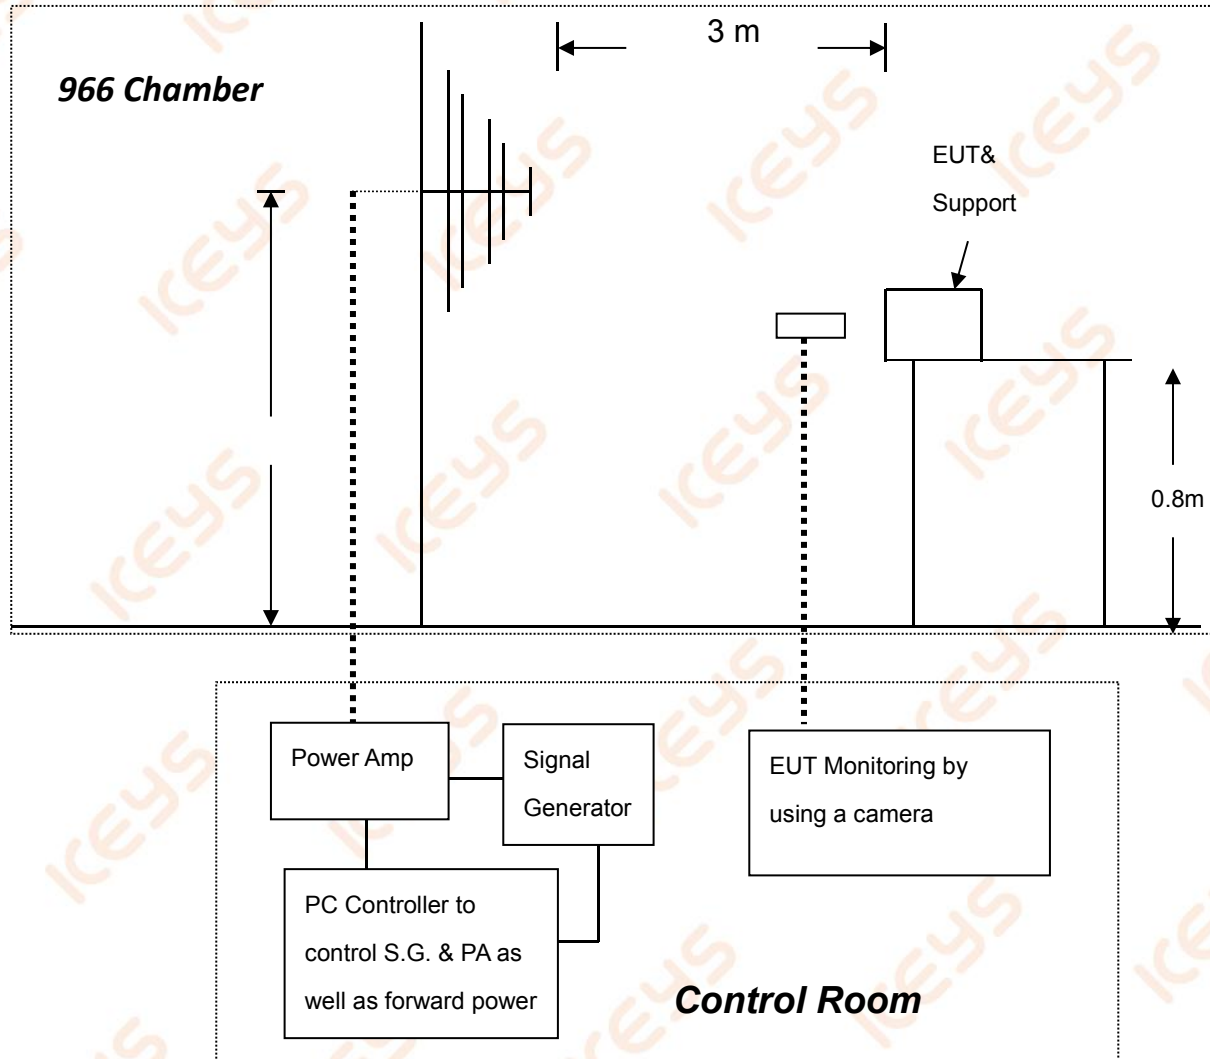 3 m
966 Chamber
EUT&
Support
0.8m
Power Amp
Signal
Generator
EUT Monitoring by
using a camera
PC Controller to
control S.G. & PA as
well as forward power
Control Room
ICEYS